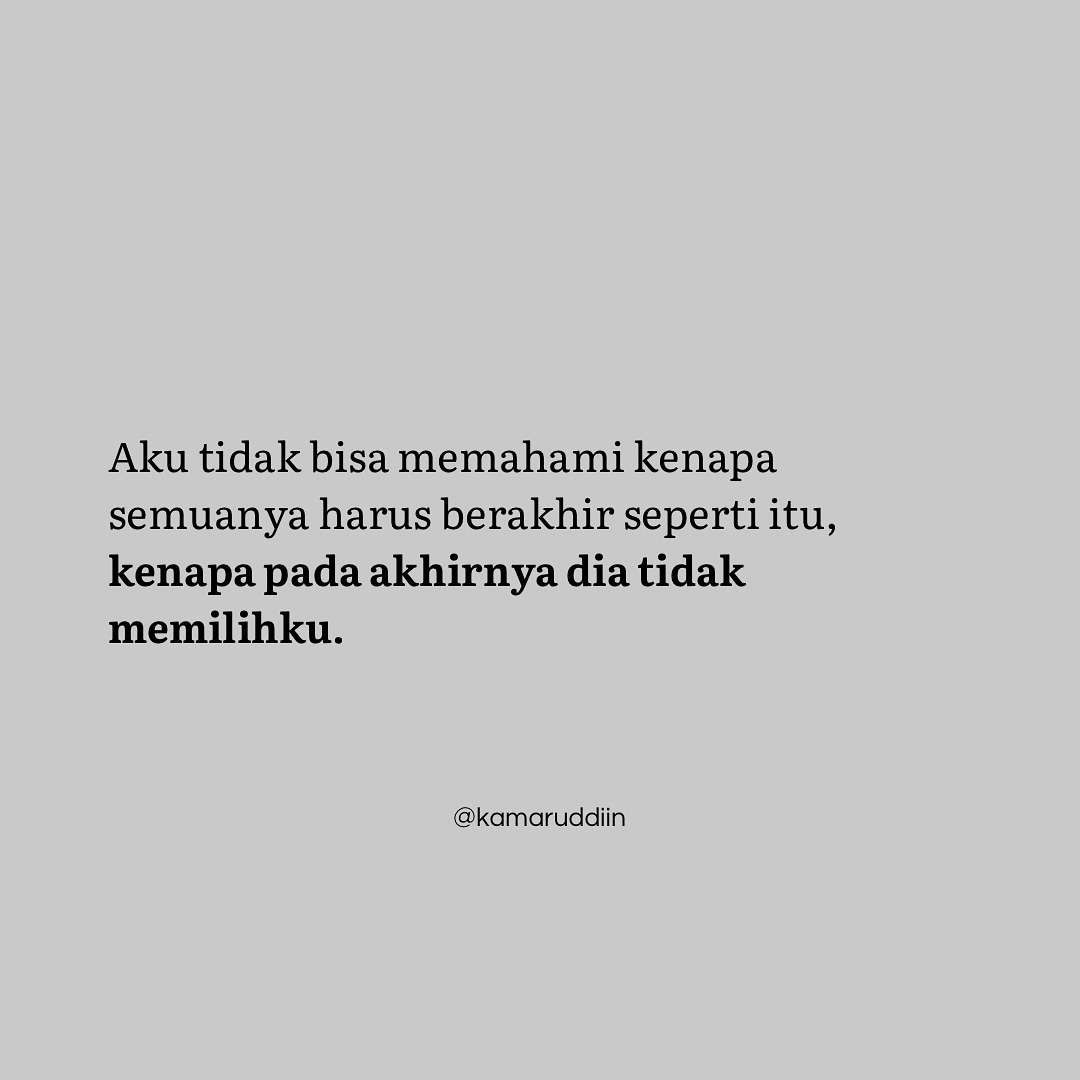 Aku tidak bisa memahami kenapa
semuanya harus berakhir seperti itu,
kenapa pada akhirnya dia tidak
memilihku.
@kamaruddiin